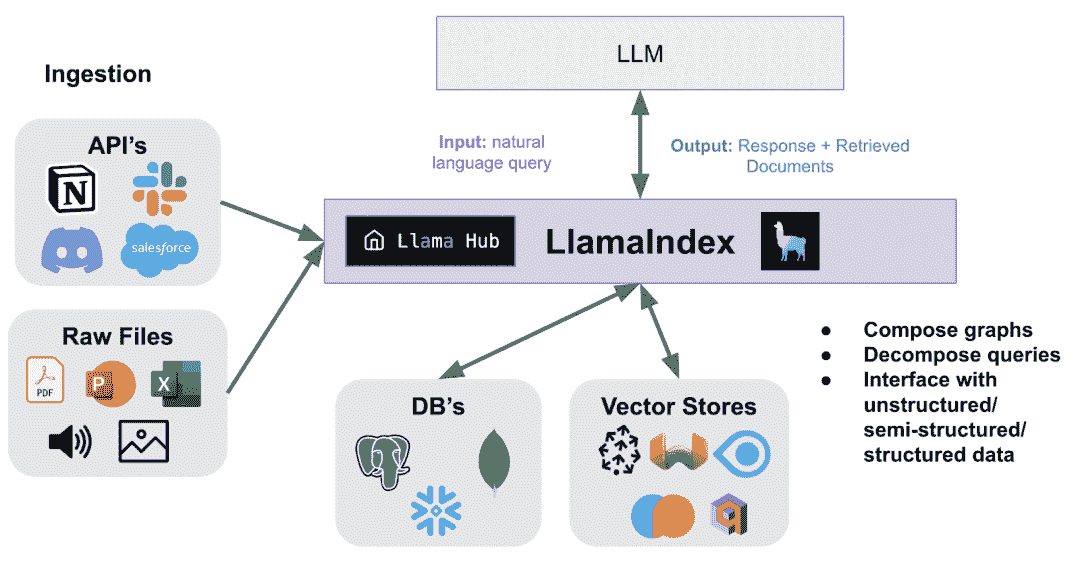 LLM
Ingestion
API's
N
salesforce
Input: natural
language query
Output: Response + Retrieved
Documents
Llama Hub
LlamaIndex
Raw Files
PDF
P
X
DB's
Vector Stores
● Compose graphs
● Decompose queries
● Interface with
unstructured/
semi-structured/
structured data